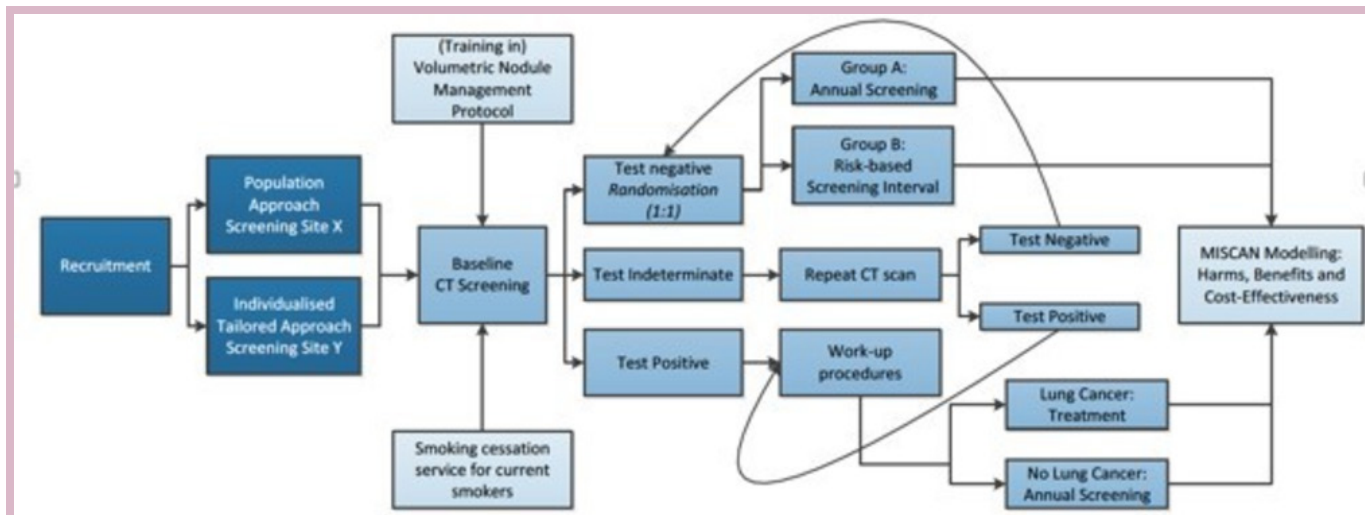 (Training in)
Volumetric Nodule
Management
Protocol
Group A:
Annual Screening
Group B:
Risk-based
Screening Interval
Population
Approach
Screening Site X
Test negative
Randomisation
(1:1)
Recruitment
Baseline
CT Screening
Test Indeterminate
Repeat CT scan
Test Negative
MISCAN Modelling:
Harms, Benefits and
Cost-Effectiveness
Individualised
Tailored Approach
Screening Site Y
Test Positive
Test Positive
Work-up
procedures
Lung Cancer:
Treatment
Smoking cessation
service for current
smokers
No Lung Cancer:
Annual Screening